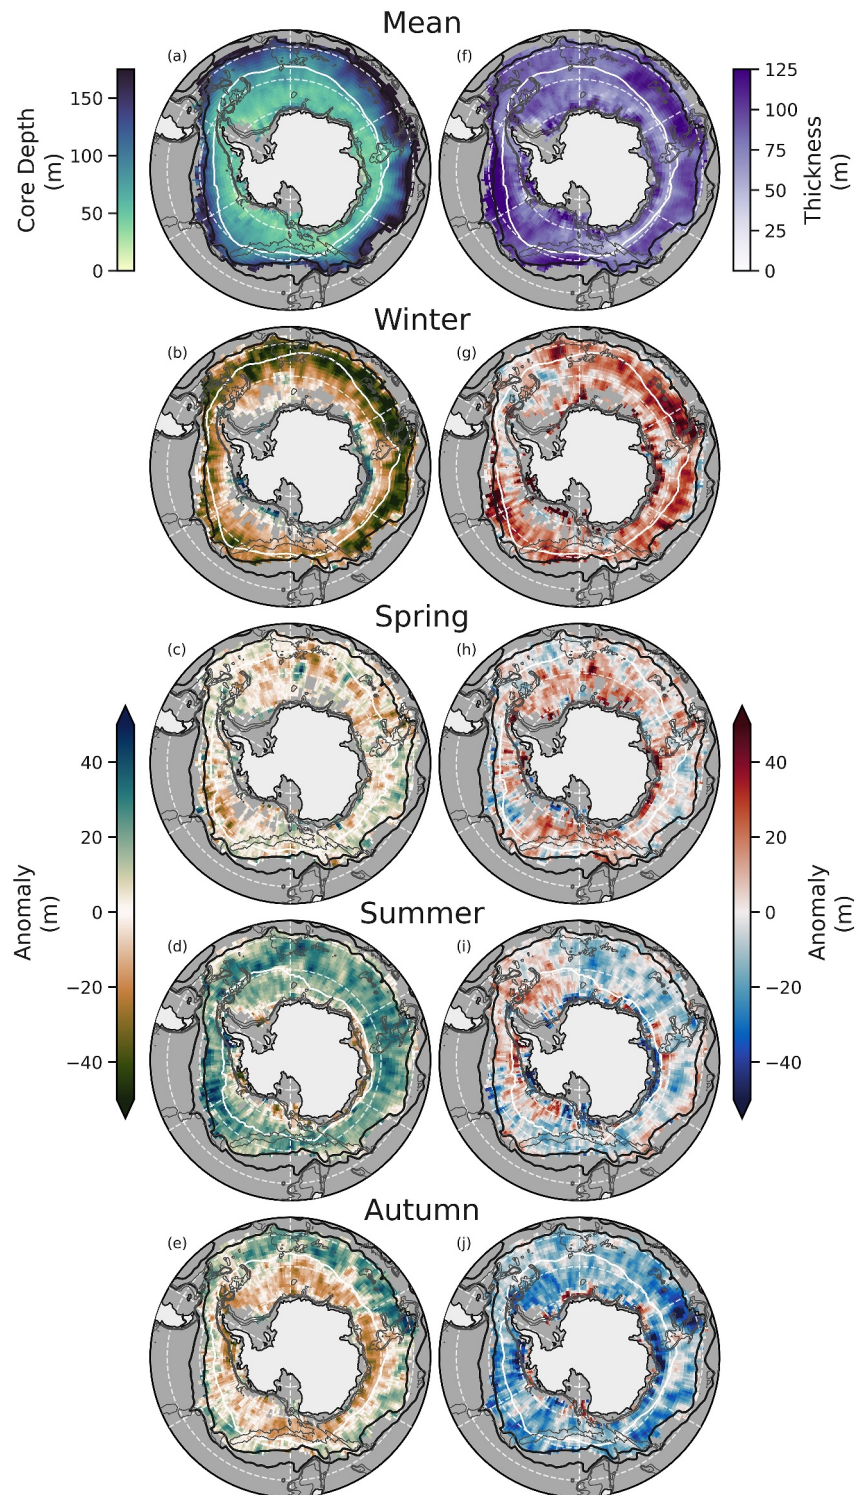 Mean
(a)
(f)
150
100
50
0
Core Depth
(m)
125
100
75
50
25
0
Thickness
(m)
Winter
(b)
(g)
Spring
(c)
(h)
40
20
0
−20
−40
Anomaly
(m)
40
20
0
−20
−40
Anomaly
(m)
Summer
(d)
(i)
Autumn
(e)
(j)